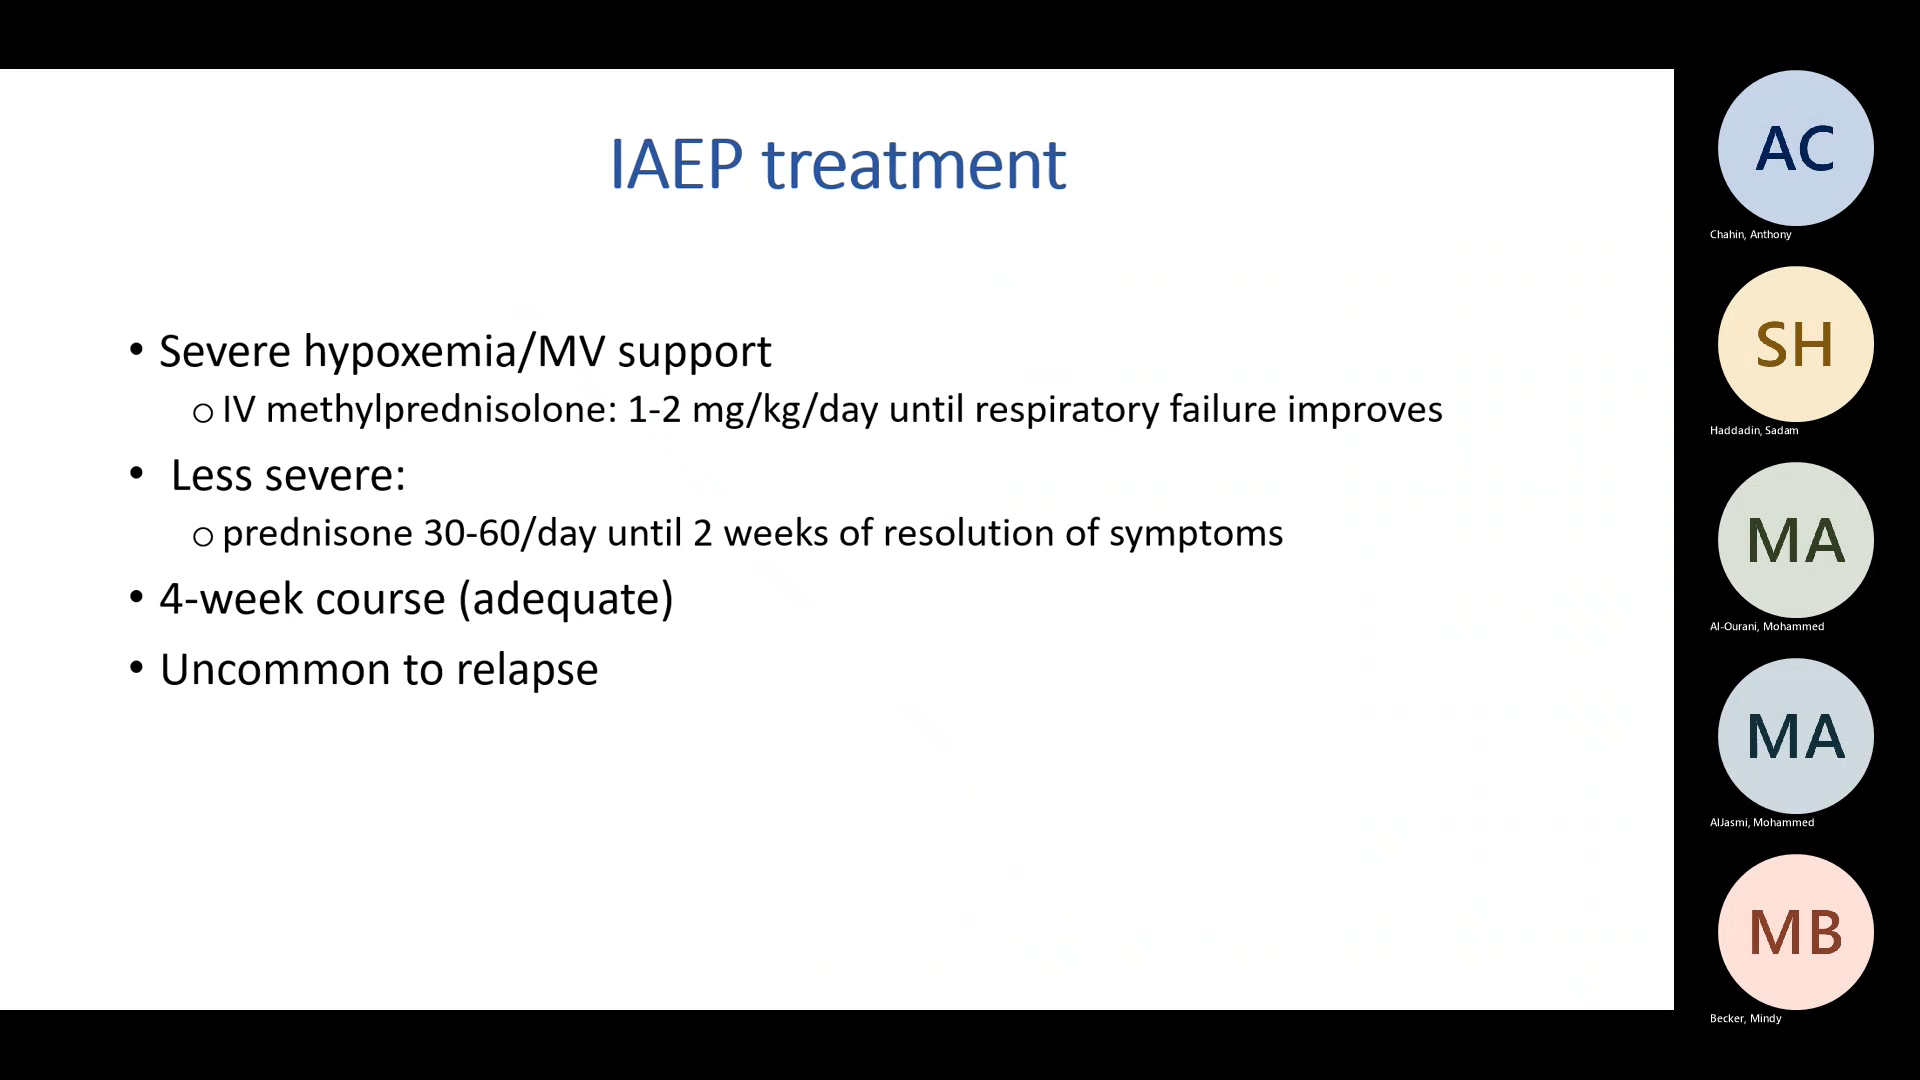 IAEP treatment
• Severe hypoxemia/MV support
o IV methylprednisolone: 1-2 mg/kg/day until respiratory failure improves
• Less severe:
o prednisone 30-60/day until 2 weeks of resolution of symptoms
• 4-week course (adequate)
• Uncommon to relapse
AC
Chahin, Anthony
SH
Haddadin, Sadam
MA
Al-Ourani, Mohammed
MA
AlJasmi, Mohammed
MB
Becker, Mindy